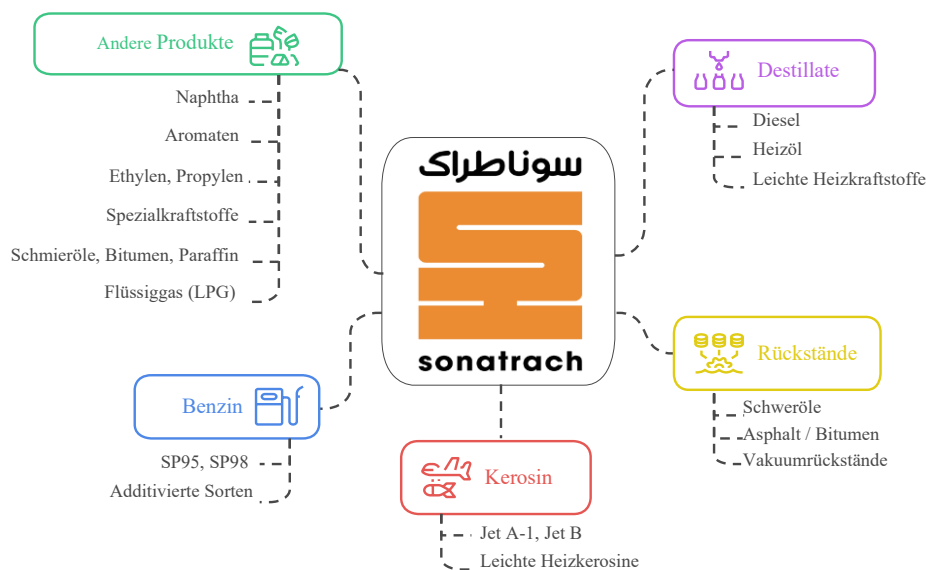 Andere Produkte
Naphtha
Aromaten
Ethylen, Propylen
Spezialkraftstoffe
Schmieröle, Bitumen, Paraffin
Flüssiggas (LPG)
Destillate
Diesel
Heizöl
Leichte Heizkraftstoffe
سوناطراک
sonatrach
Rückstände
Schweröle
Asphalt / Bitumen
Vakuumrückstände
Benzin
SP95, SP98
Additivierte Sorten
Kerosin
Jet A-1, Jet B
Leichte Heizkerosine